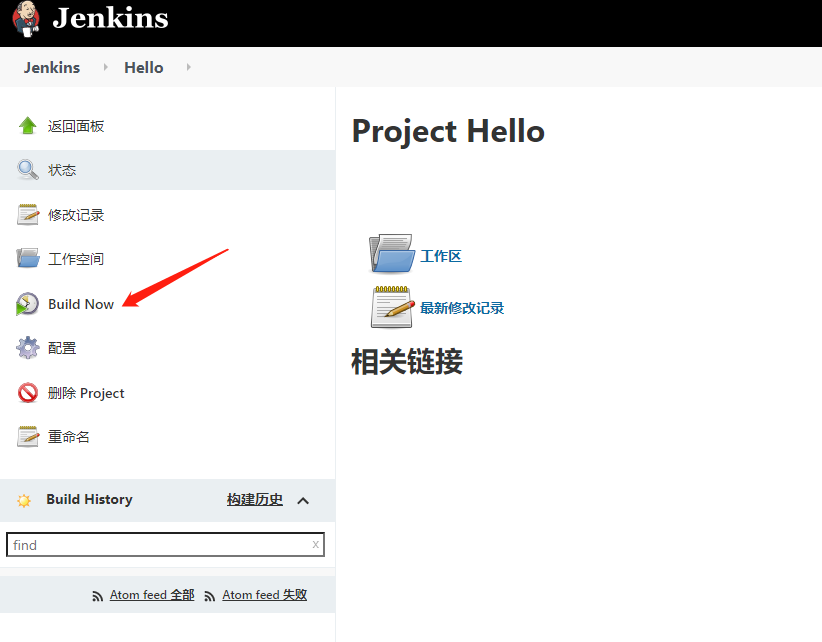 Jenkins
Jenkins Hello
返回面板
状态
修改记录
工作空间
Build Now
配置
删除 Project
重命名
Build History 构建历史
find x
Atom feed 全部 Atom feed 失败
Project Hello
工作区
最新修改记录
相关链接